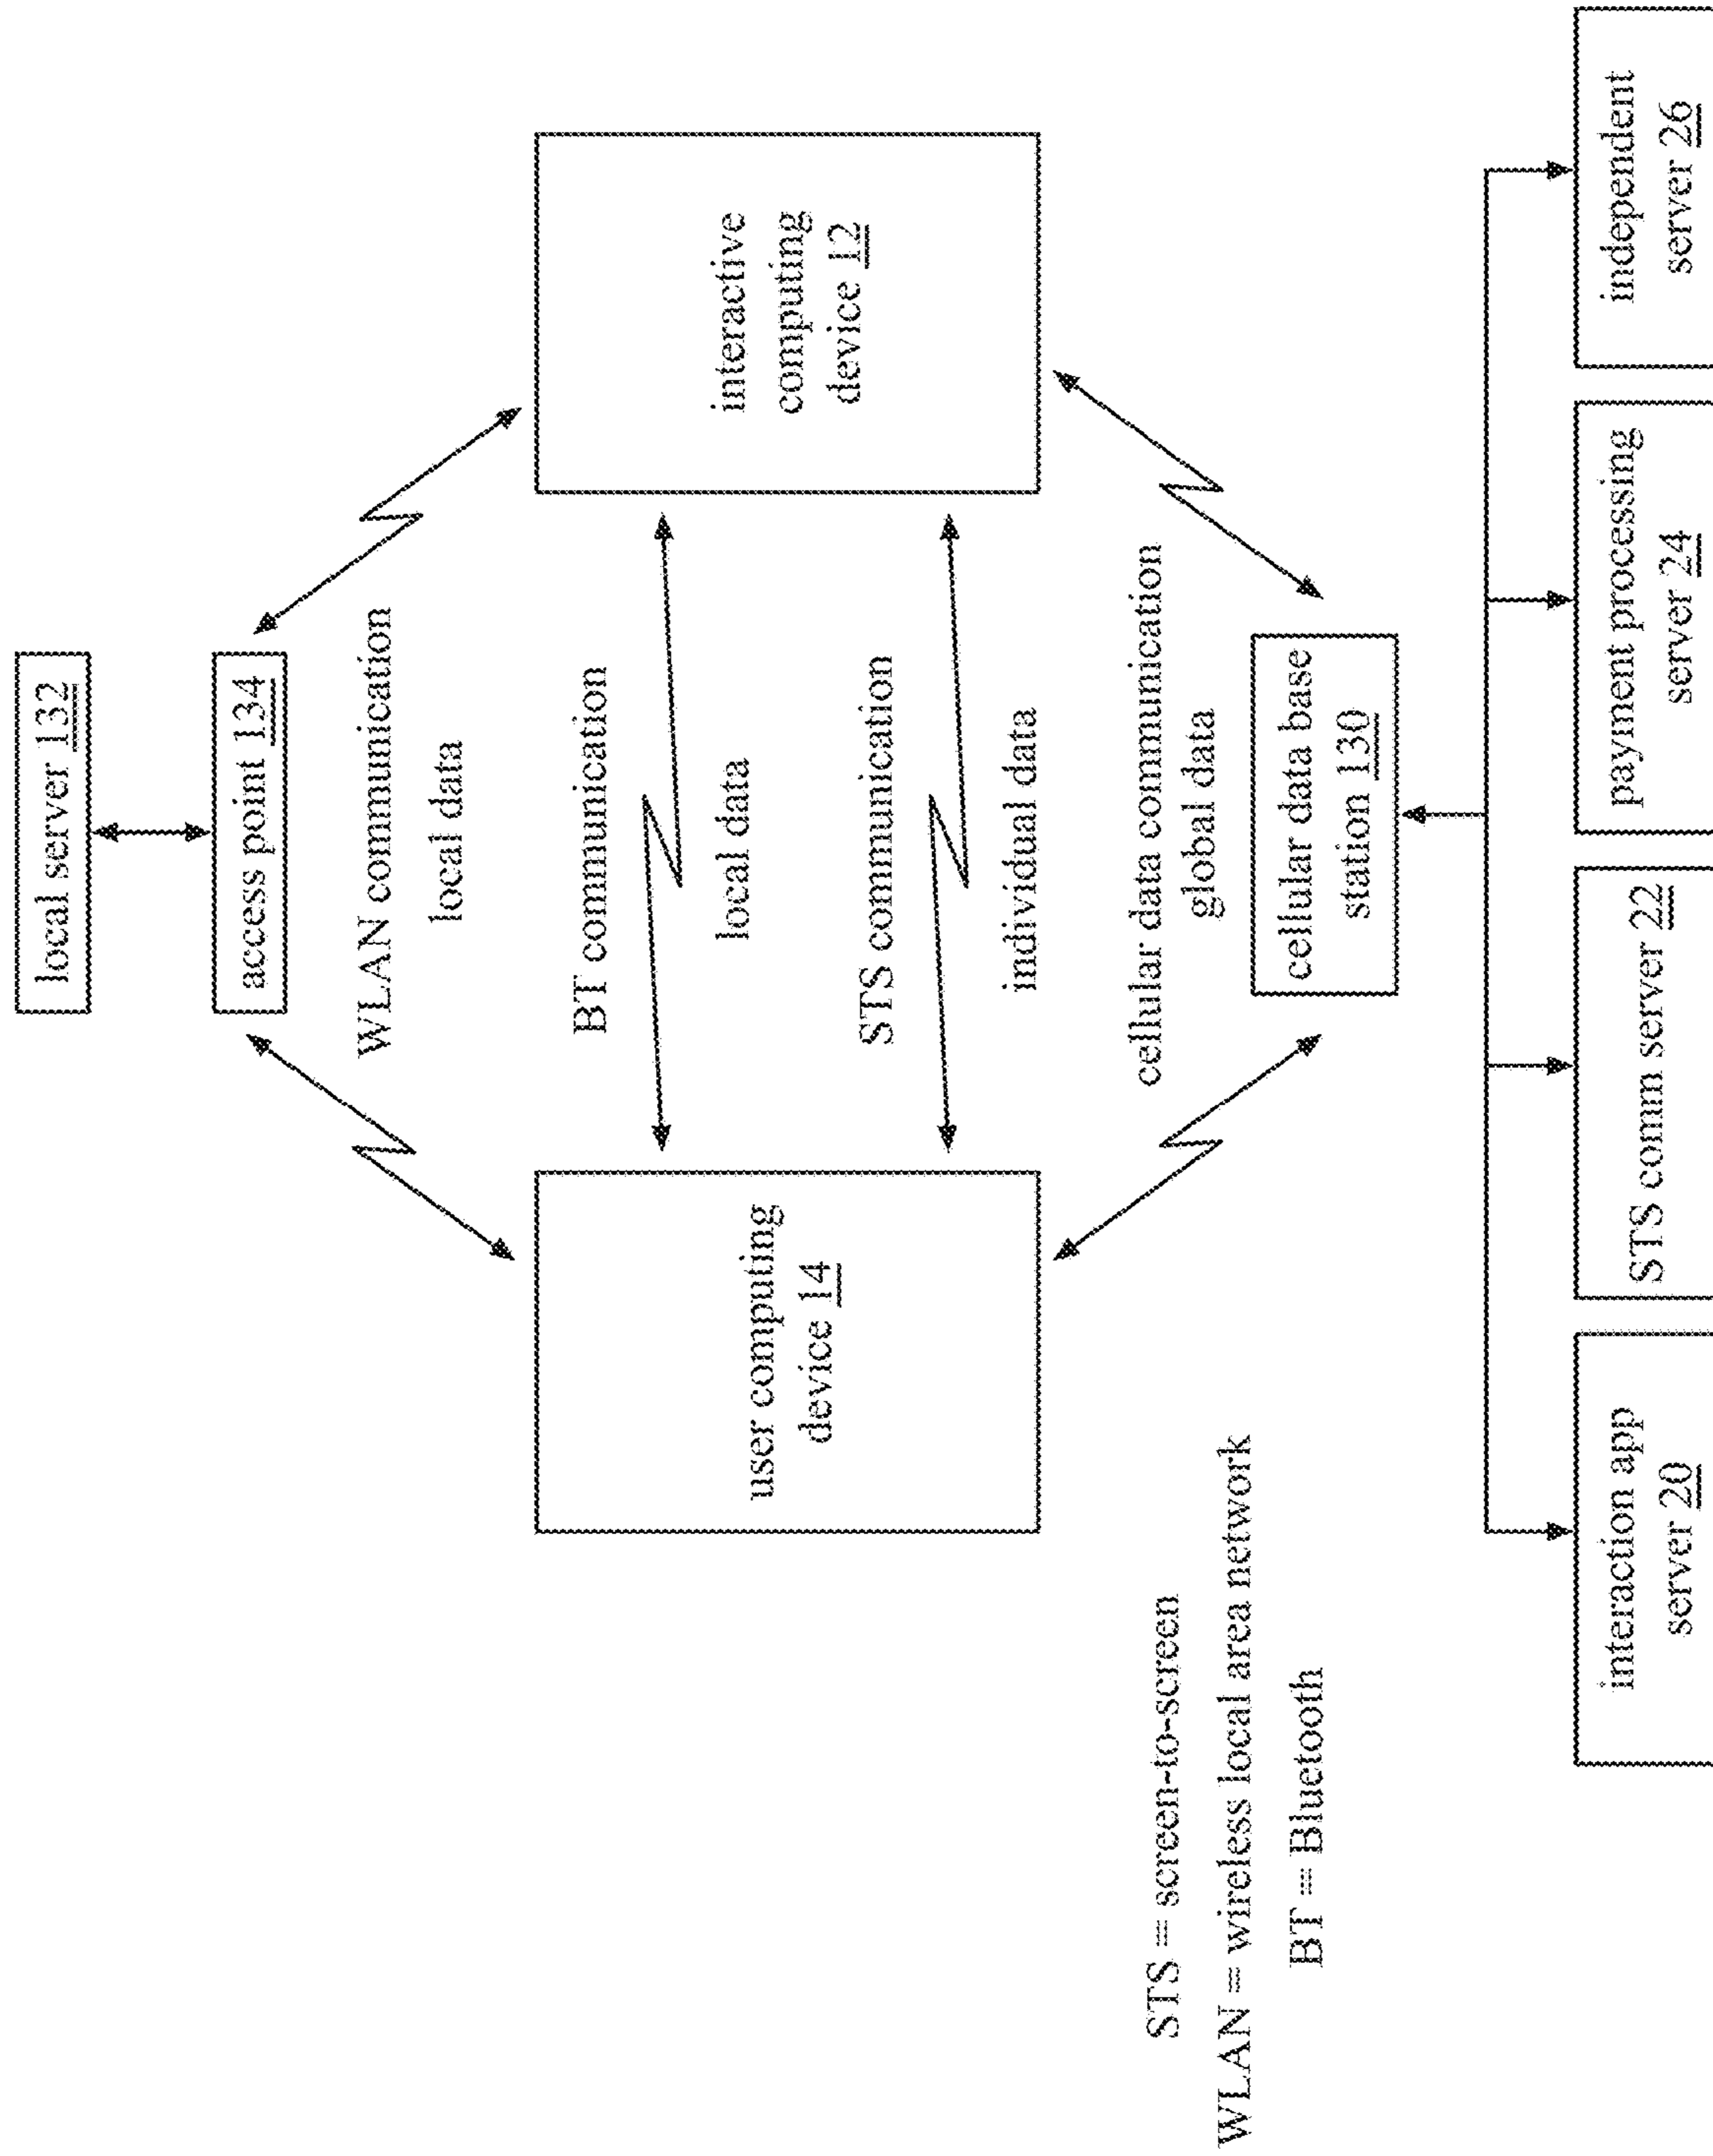 local server 132
access point 134
WLAN communication
local data
BT communication
local data
STS communication
individual data
cellular data communication
global data
user computing
device 14
interactive
computing
device 12
cellular data base
station 130
STS = screen-to-screen
WLAN = wireless local area network
BT = Bluetooth
interaction app
server 20
STS comm server 22
payment processing
server 24
independent
server 26